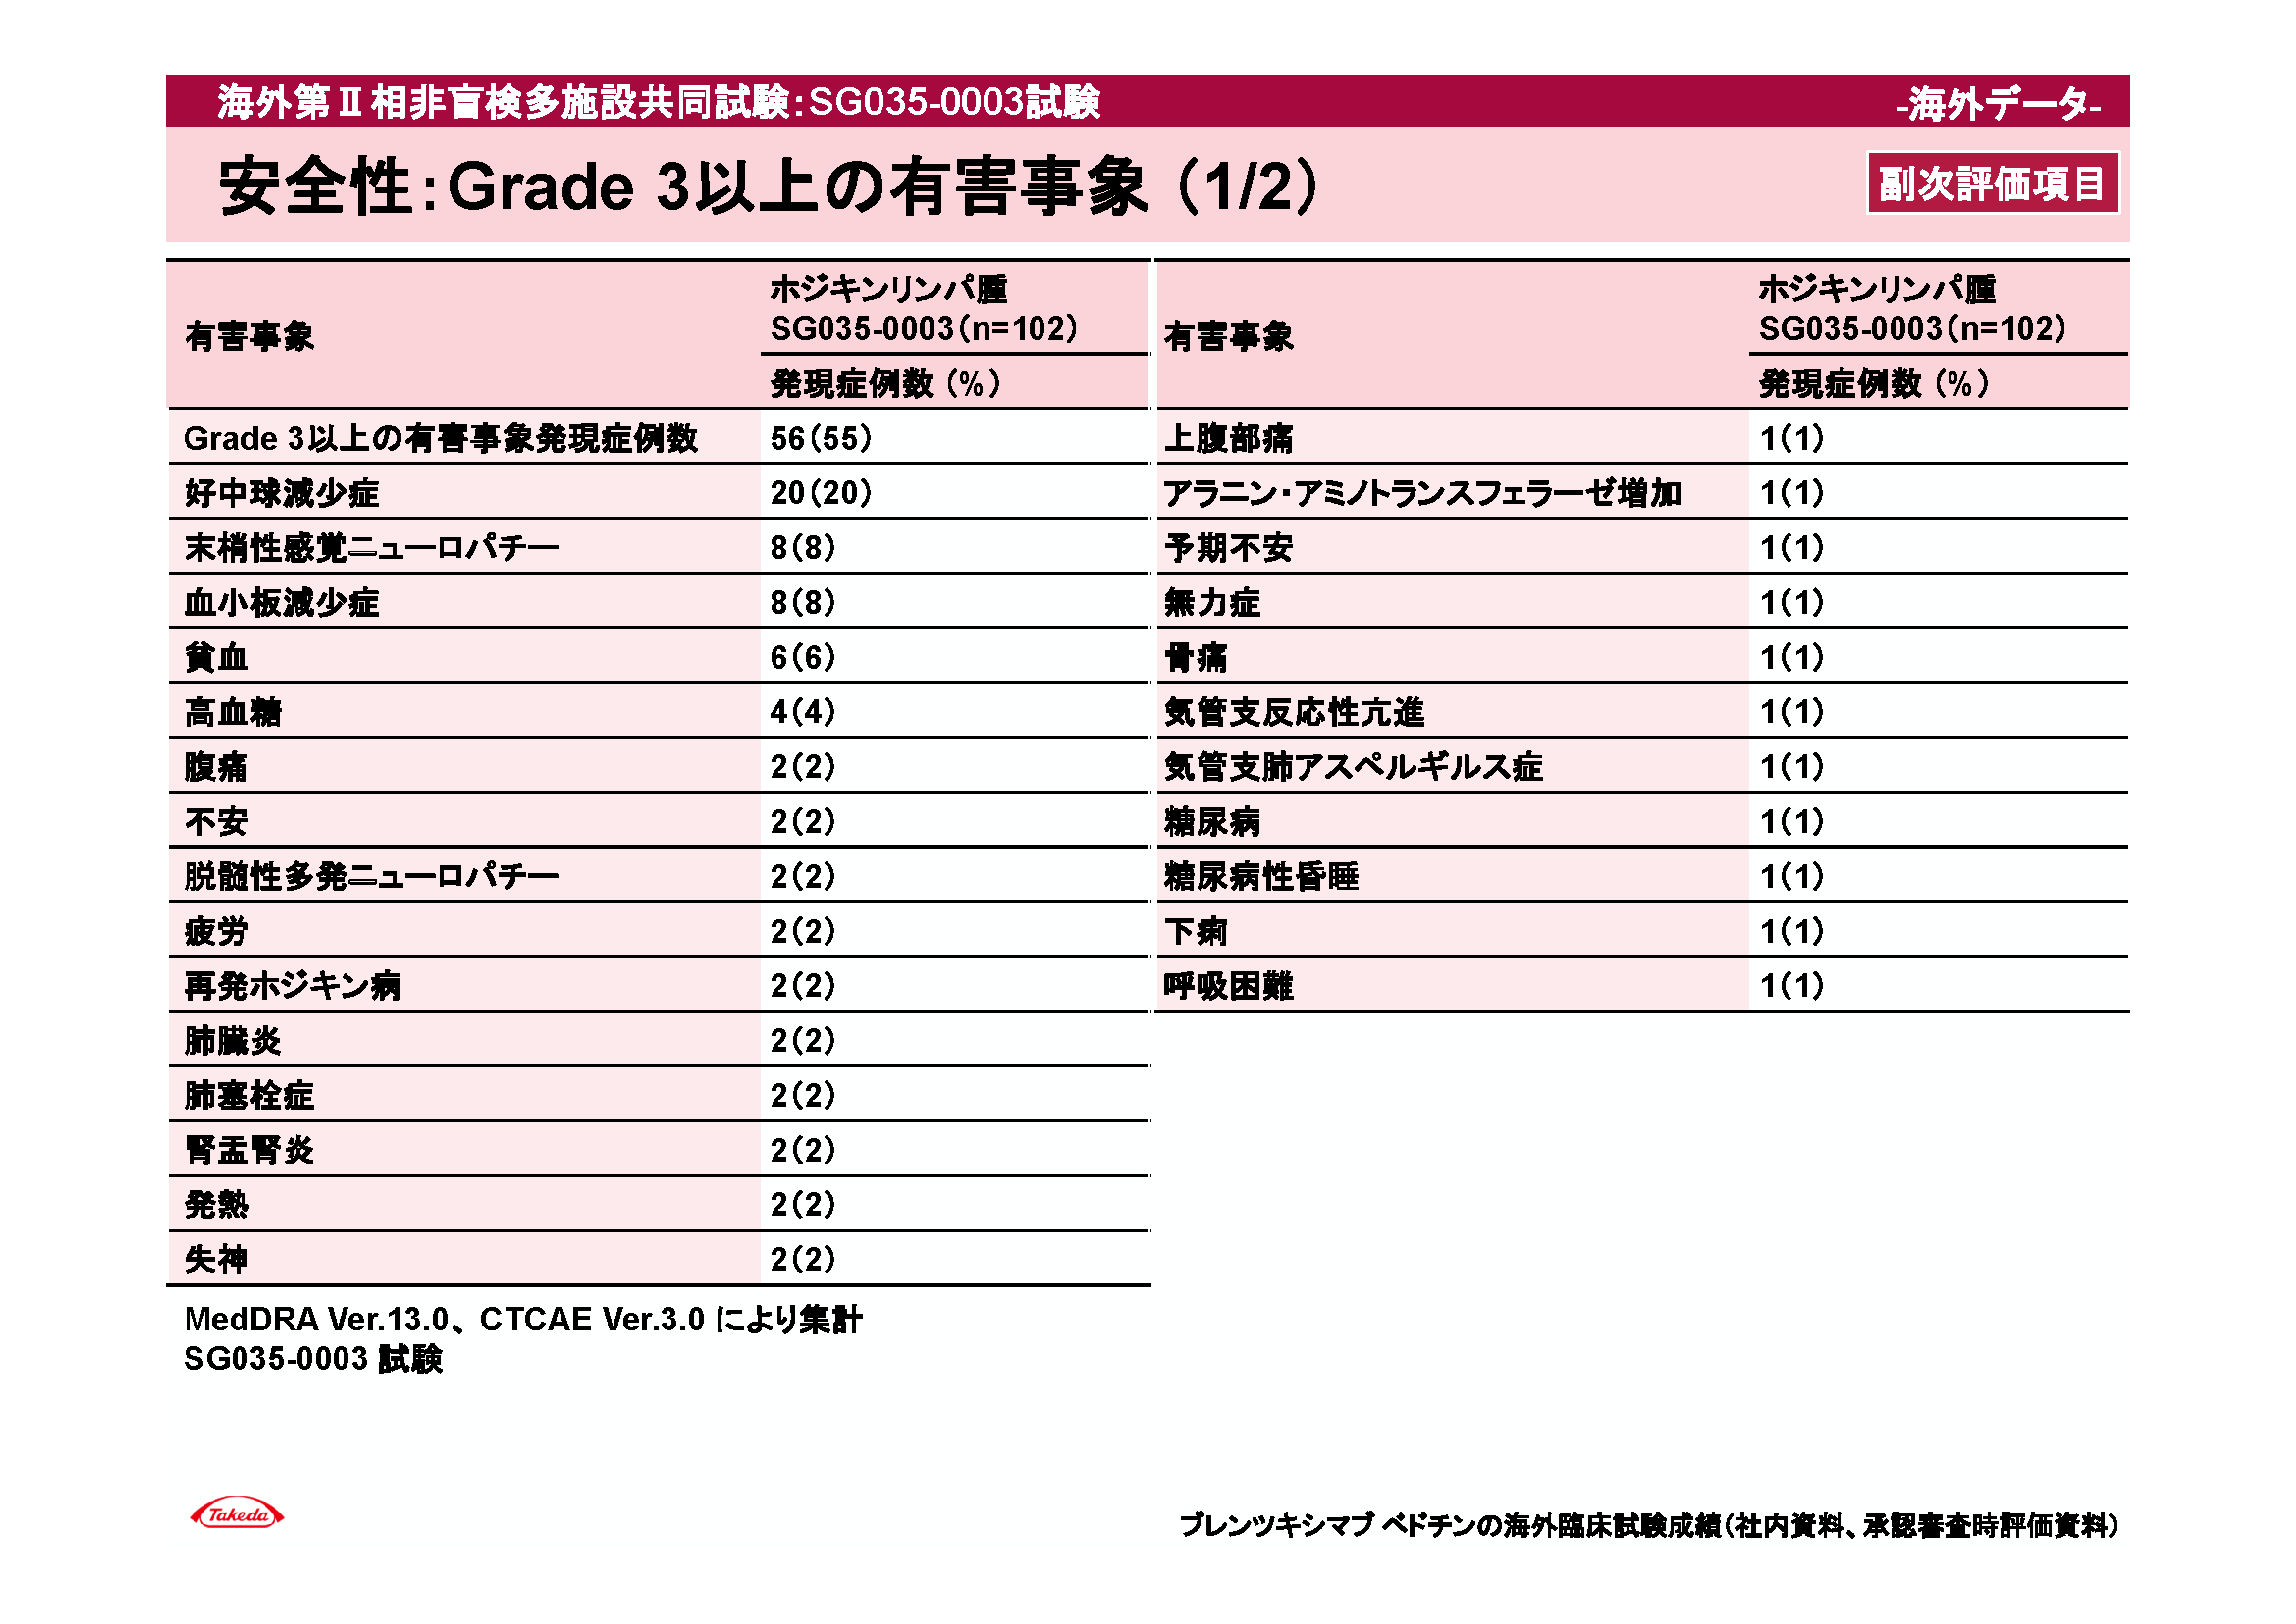 海外第Ⅱ相非盲検多施設共同試験：SG035-0003試験
-海外データ-
安全性：Grade 3以上の有害事象（1/2）
副次評価項目
有害事象
ホジキンリンパ腫
SG035-0003（n=102）
発現症例数（%）
Grade 3以上の有害事象発現症例数 56（55）
好中球減少症 20（20）
末梢性感覚ニューロパチー 8（8）
血小板減少症 8（8）
貧血 6（6）
高血糖 4（4）
腹痛 2（2）
不安 2（2）
脱髄性多発ニューロパチー 2（2）
疲労 2（2）
再発ホジキン病 2（2）
肺臓炎 2（2）
肺塞栓症 2（2）
腎盂腎炎 2（2）
発熱 2（2）
失神 2（2）
有害事象
ホジキンリンパ腫
SG035-0003（n=102）
発現症例数（%）
上腹部痛 1（1）
アラニン・アミノトランスフェラーゼ増加 1（1）
予期不安 1（1）
無力症 1（1）
骨痛 1（1）
気管支反応性亢進 1（1）
気管支肺アスペルギルス症 1（1）
糖尿病 1（1）
糖尿病性昏睡 1（1）
下痢 1（1）
呼吸困難 1（1）
MedDRA Ver.13.0、CTCAE Ver.3.0 により集計
SG035-0003 試験
Takeda
ブレンツキシマブ ベドチンの海外臨床試験成績（社内資料、承認審査時評価資料）